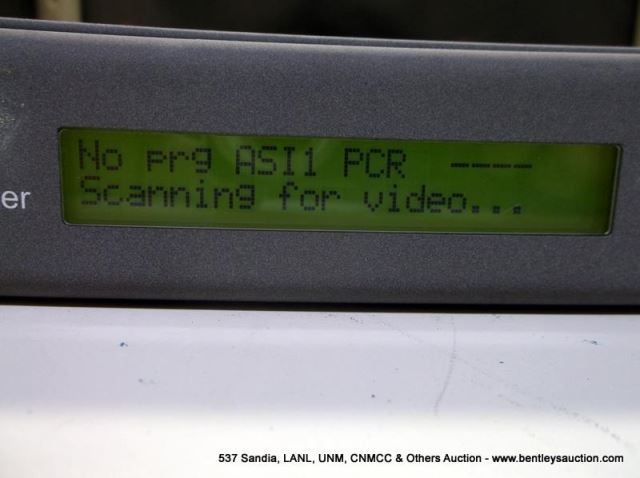 No prg ASI1 PCR ----
Scanning for video...
er
537 Sandia, LANL, UNM, CNMCC & Others Auction - www.bentleysauction.com